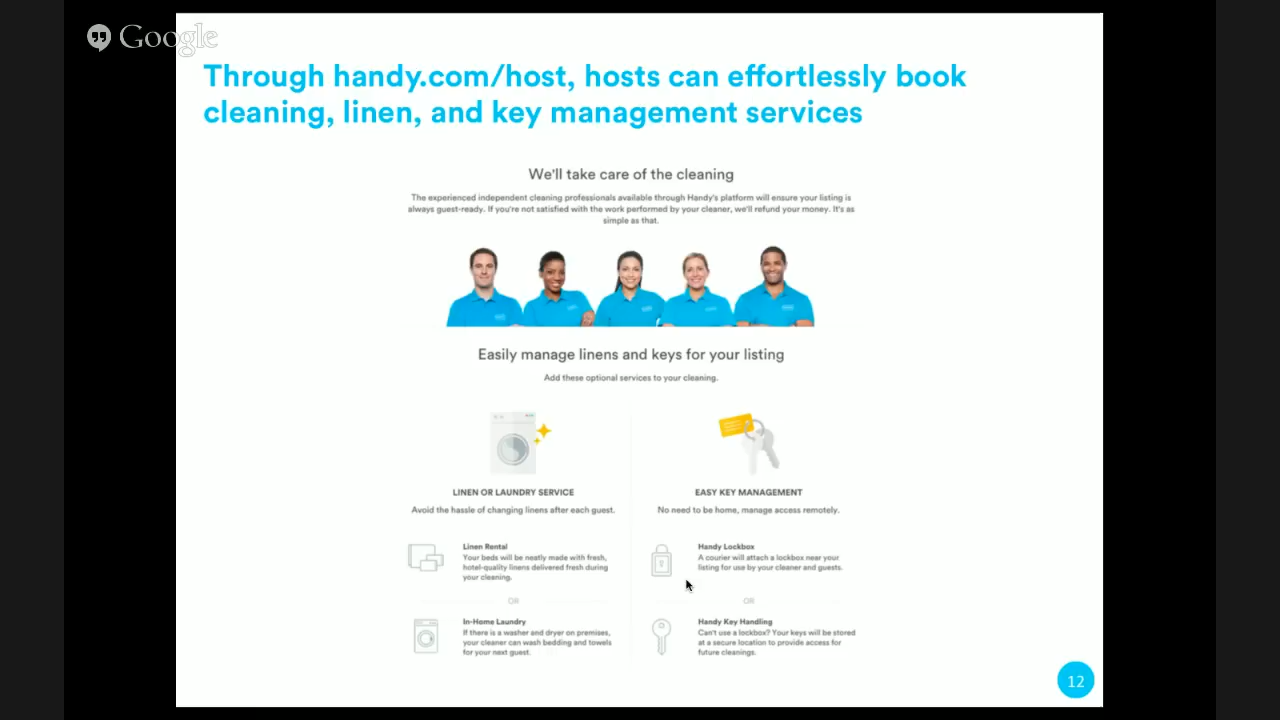 Google
Through handy.com/host, hosts can effortlessly book
cleaning, linen, and key management services
We'll take care of the cleaning
The experienced independent cleaning professionals available through Handy's platform will ensure your listing is
always guest-ready. If you're not satisfied with the work performed by your cleaner, we'll refund your money. It's as
simple as that.
Easily manage linens and keys for your listing
Add these optional services to your cleaning.
LINEN OR LAUNDRY SERVICE
Avoid the hassle of changing linens after each guest.
Linen Rental
Your beds will be neatly made with fresh,
hotel-quality linens delivered fresh during
your cleaning.
OR
In-Home Laundry
If there is a washer and dryer on premises,
your cleaner can wash bedding and towels
for your next guest.
EASY KEY MANAGEMENT
No need to be home, manage access remotely.
Handy Lockbox
A courier will attach a lockbox near your
listing for use by your cleaner and guests.
OR
Handy Key Handling
Can't use a lockbox? Your keys will be stored
at a secure location to provide access for
future cleanings.
12